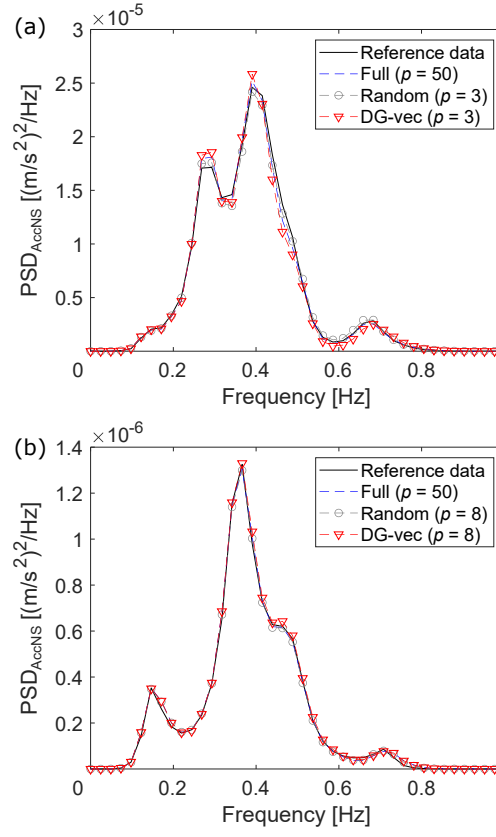 (a)
× 10⁻⁵
3
2.5
2
1.5
1
0.5
0
0.2
0.4
0.6
0.8
Frequency [Hz]
PSD_AccNS [(m/s²)²/Hz]
Reference data
Full (p = 50)
Random (p = 3)
DG-vec (p = 3)
(b)
× 10⁻⁶
1.4
1.2
1
0.8
0.6
0.4
0.2
0
0.2
0.4
0.6
0.8
Frequency [Hz]
PSD_AccNS [(m/s²)²/Hz]
Reference data
Full (p = 50)
Random (p = 8)
DG-vec (p = 8)